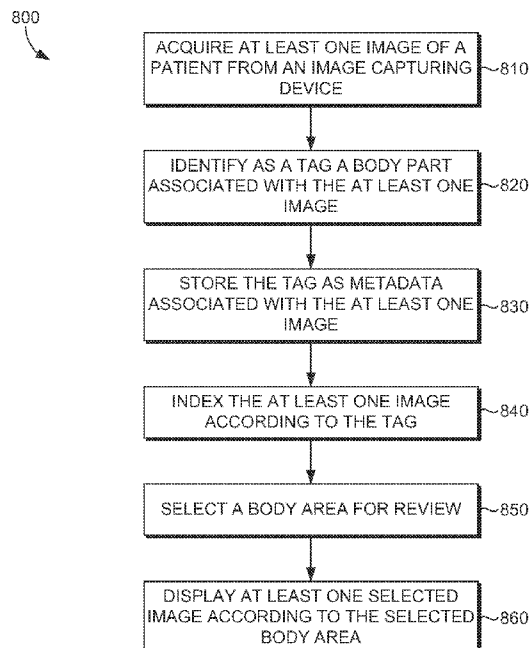 800
ACQUIRE AT LEAST ONE IMAGE OF A
PATIENT FROM AN IMAGE CAPTURING
DEVICE
810
IDENTIFY AS A TAG A BODY PART
ASSOCIATED WITH THE AT LEAST ONE
IMAGE
820
STORE THE TAG AS METADATA
ASSOCIATED WITH THE AT LEAST ONE
IMAGE
830
INDEX THE AT LEAST ONE IMAGE
ACCORDING TO THE TAG
840
SELECT A BODY AREA FOR REVIEW
850
DISPLAY AT LEAST ONE SELECTED
IMAGE ACCORDING TO THE SELECTED
BODY AREA
860